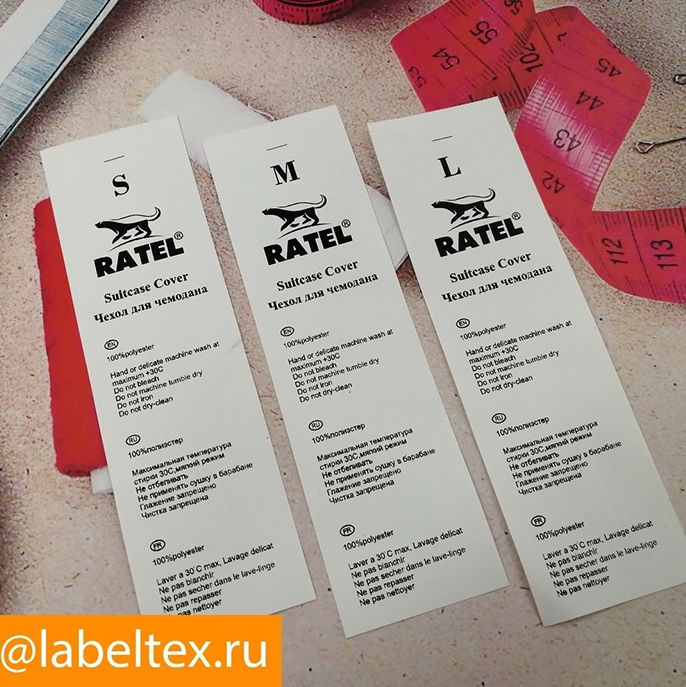 S
RATEL®
Suitcase Cover
Чехол для чемодана
EN
100%polyester
Hand or delicate machine wash at
maximum +30C
Do not bleach
Do not machine tumble dry
Do not Iron
Do not dry-clean
RU
100%полиэстер
Максимальная температура
стирки 30С,мягкий режим
Не отбеливать
Не применять сушку в барабане
Глажение запрещено
Чистка запрещена
FR
100%polyester
Laver a 30°C max, Lavage delicat
Ne pas bianchir
Ne pas secher dans le lave-linge
Ne pas repasser
Ne pas nettoyer
M
RATEL®
Suitcase Cover
Чехол для чемодана
EN
100%polyester
Hand or delicate machine wash at
maximum +30C
Do not bleach
Do not machine tumble dry
Do not Iron
Do not dry-clean
RU
100%полиэстер
Максимальная температура
стирки 30С,мягкий режим
Не отбеливать
Не применять сушку в барабане
Глажение запрещено
Чистка запрещена
FR
100%polyester
Laver a 30°C max, Lavage delicat
Ne pas bianchir
Ne pas secher dans le lave-linge
Ne pas repasser
Ne pas nettoyer
L
RATEL®
Suitcase Cover
Чехол для чемодана
EN
100%polyester
Hand or delicate machine wash at
maximum +30C
Do not bleach
Do not machine tumble dry
Do not Iron
Do not dry-clean
RU
100%полиэстер
Максимальная температура
стирки 30С,мягкий режим
Не отбеливать
Не применять сушку в барабане
Глажение запрещено
Чистка запрещена
FR
100%polyester
Laver a 30°C max, Lavage delicat
Ne pas bianchir
Ne pas secher dans le lave-linge
Ne pas repasser
Ne pas nettoyer
53
54
55
56
102
45
44
43
42
112
113
@labeltex.ru